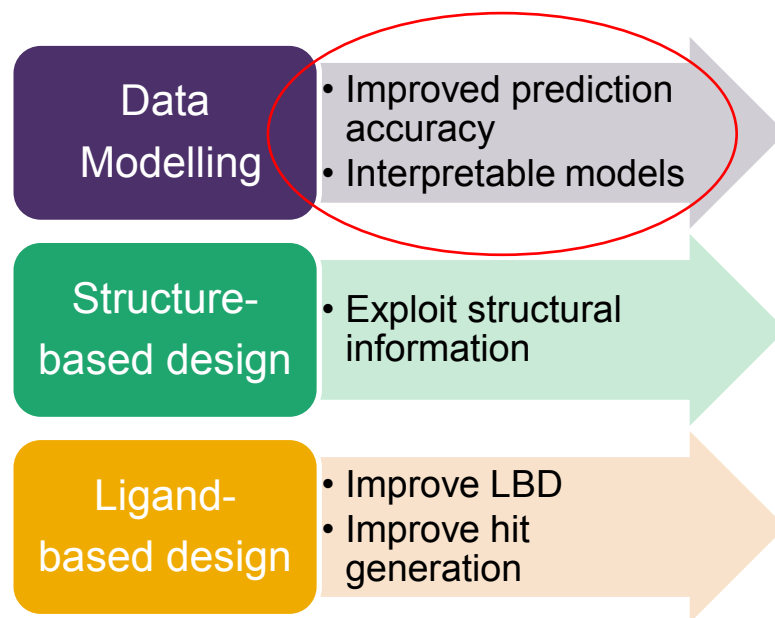 Data
Modelling
• Improved prediction
accuracy
• Interpretable models
Structure-
based design
• Exploit structural
information
Ligand-
based design
• Improve LBD
• Improve hit
generation